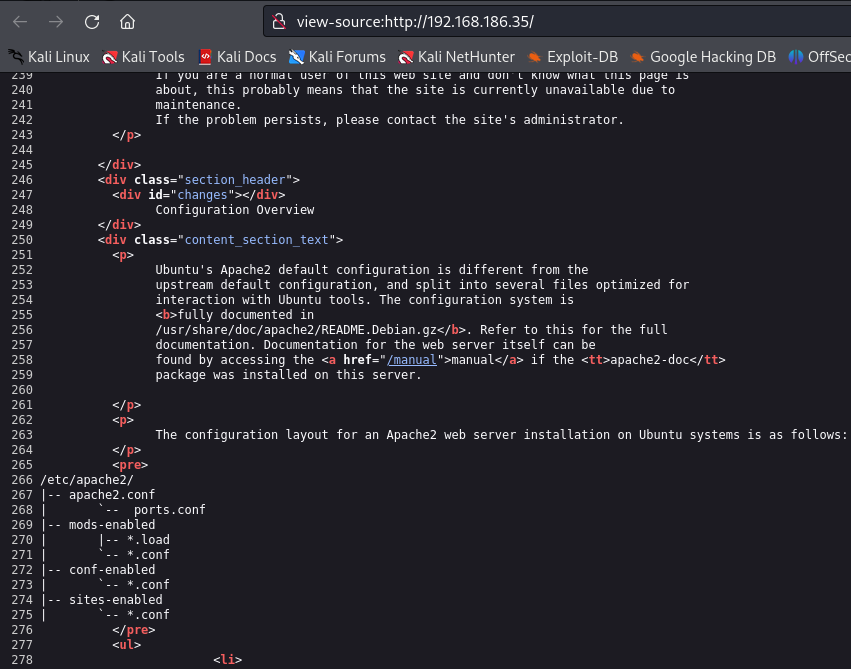 view-source:http://192.168.186.35/
Kali Linux Kali Tools Kali Docs Kali Forums Kali NetHunter Exploit-DB Google Hacking DB OffSec
239 If you are a normal user of this web site and don't know what this page is
240 about, this probably means that the site is currently unavailable due to
241 maintenance.
242 If the problem persists, please contact the site's administrator.
243 </p>
244
245 </div>
246 <div class="section_header">
247 <div id="changes"></div>
248 Configuration Overview
249 </div>
250 <div class="content_section_text">
251 <p>
252 Ubuntu's Apache2 default configuration is different from the
253 upstream default configuration, and split into several files optimized for
254 interaction with Ubuntu tools. The configuration system is
255 <b>fully documented in
256 /usr/share/doc/apache2/README.Debian.gz</b>. Refer to this for the full
257 documentation. Documentation for the web server itself can be
258 found by accessing the <a href="/manual">manual</a> if the <tt>apache2-doc</tt>
259 package was installed on this server.
260
261 </p>
262 <p>
263 The configuration layout for an Apache2 web server installation on Ubuntu systems is as follows:
264 </p>
265 <pre>
266 /etc/apache2/
267 |-- apache2.conf
268 | `-- ports.conf
269 |-- mods-enabled
270 | |-- *.load
271 | `-- *.conf
272 |-- conf-enabled
273 | `-- *.conf
274 |-- sites-enabled
275 | `-- *.conf
276 </pre>
277 <ul>
278 <li>